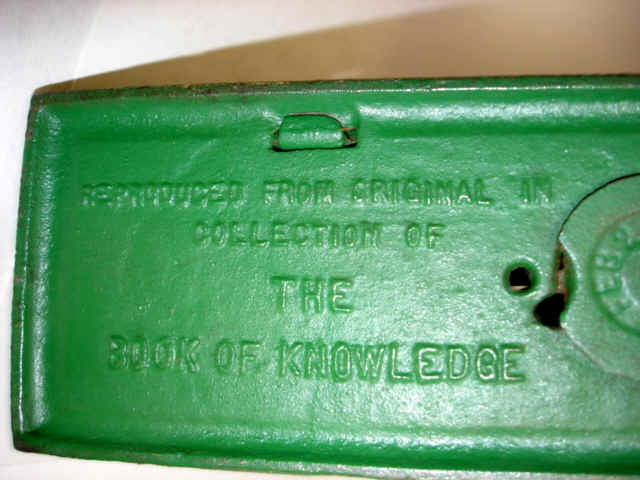 REPRODUCED FROM ORIGINAL IN
COLLECTION OF
THE
BOOK OF KNOWLEDGE